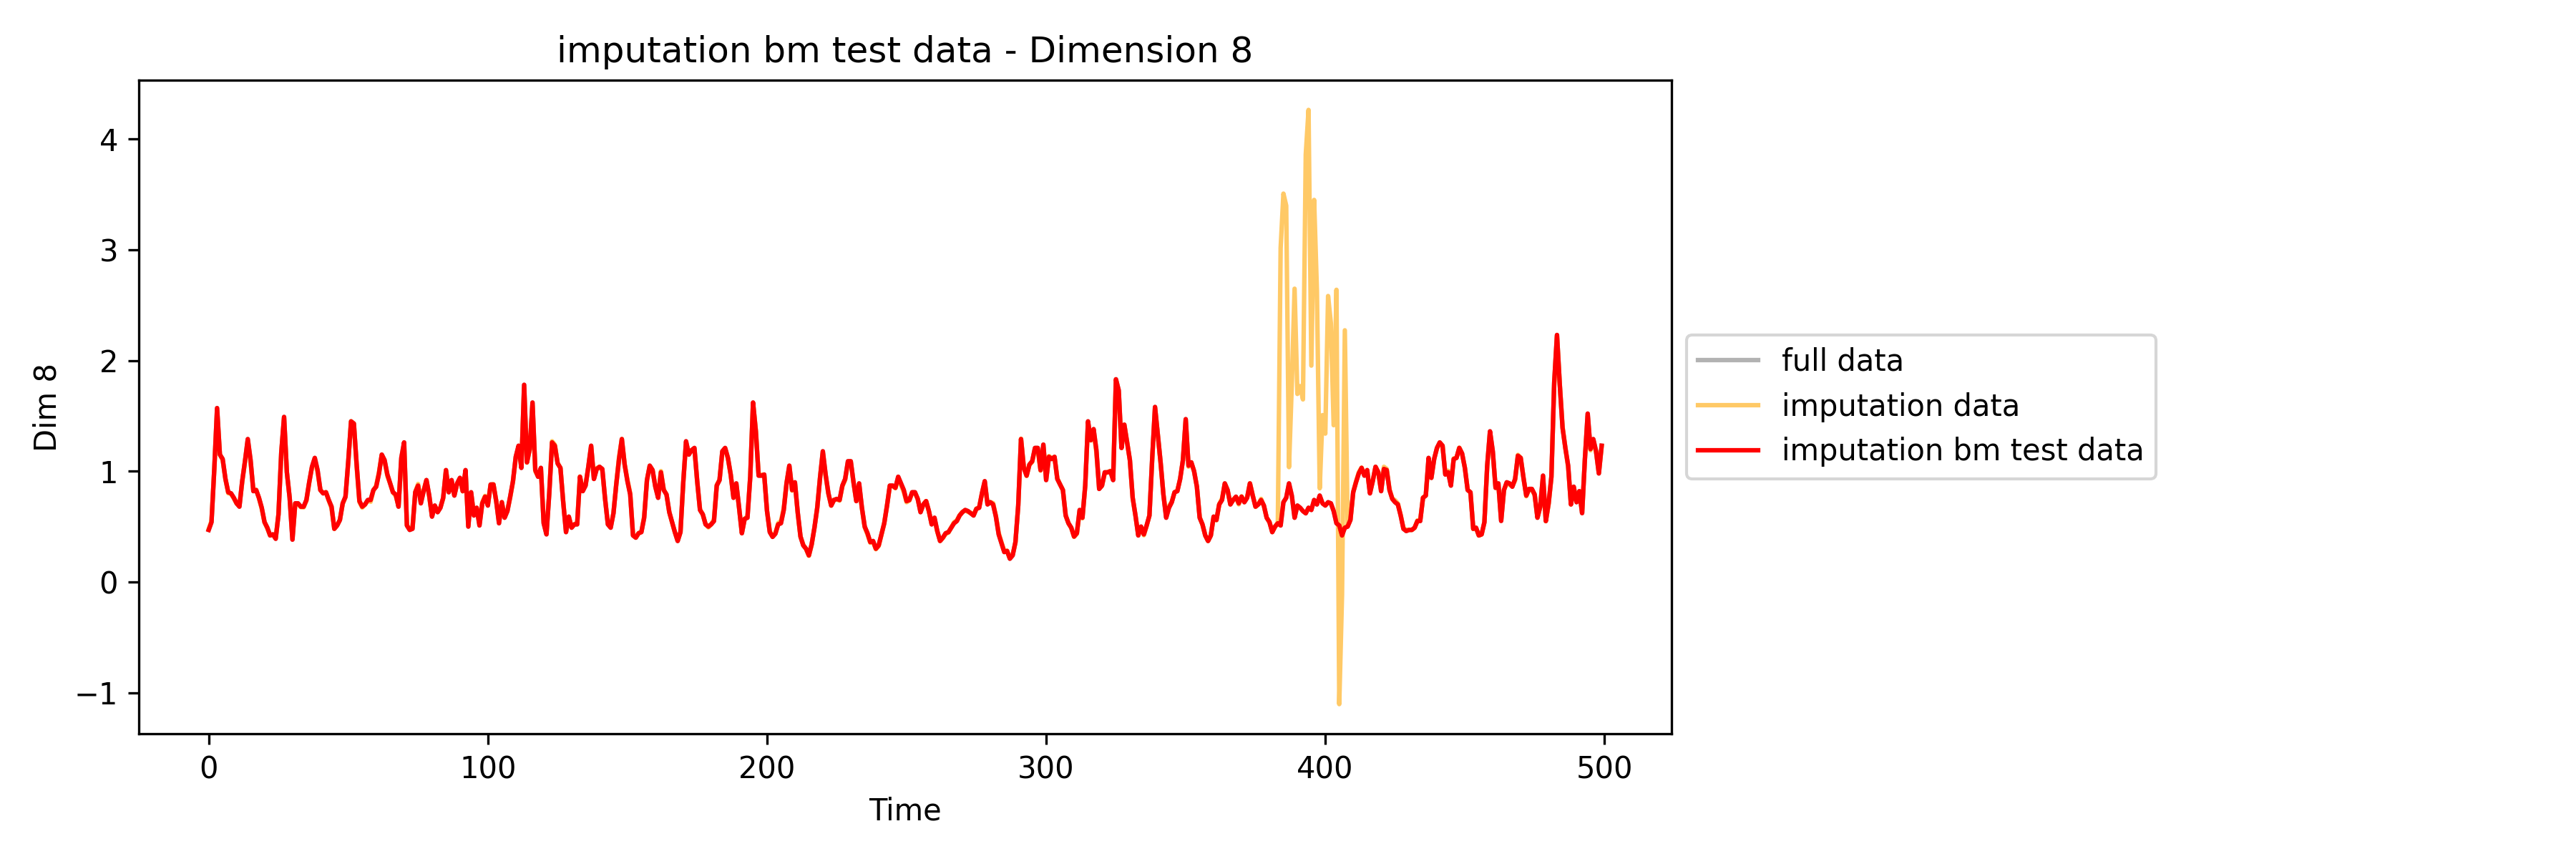 imputation bm test data - Dimension 8
4
3
2
1
0
−1
Dim 8
0 100 200 300 400 500
Time
full data
imputation data
imputation bm test data